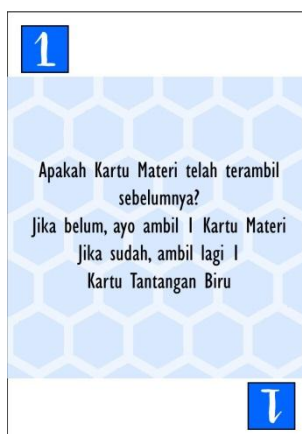 1
Apakah Kartu Materi telah terambil
sebelumnya?
Jika belum, ayo ambil 1 Kartu Materi
Jika sudah, ambil lagi 1
Kartu Tantangan Biru
1